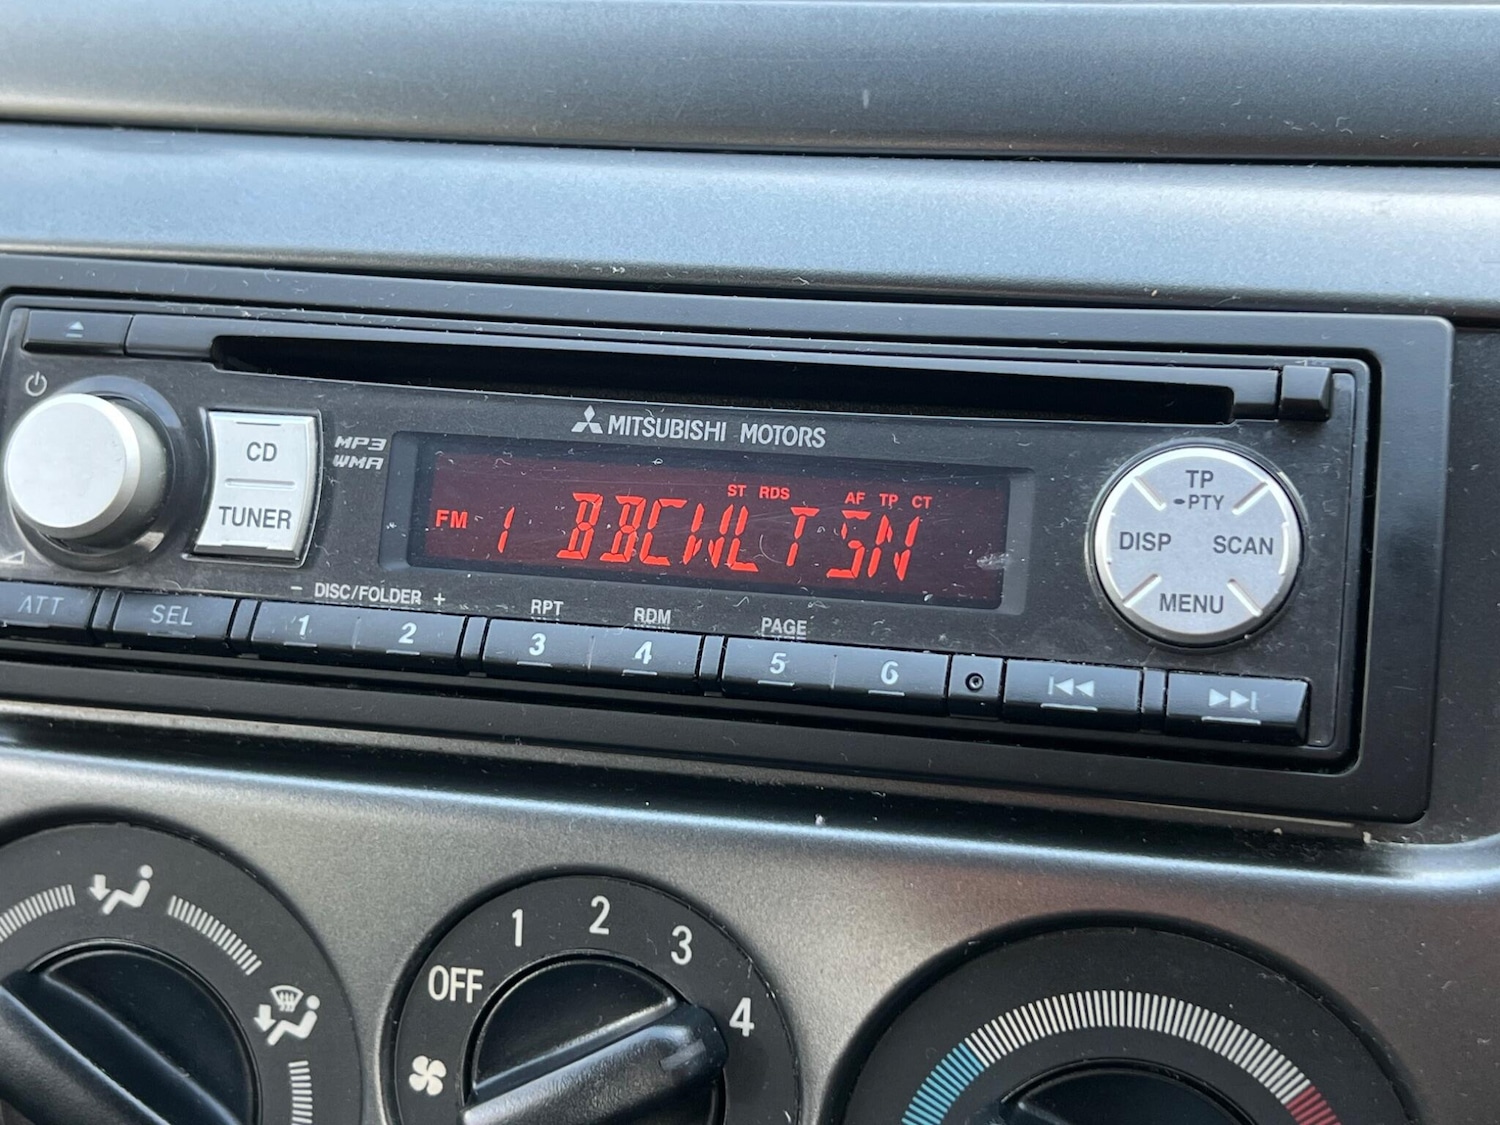 MITSUBISHI MOTORS
CD
TUNER
MP3
WMA
ST RDS AF TP CT
FM 1 BBCWLTSN
TP
PTY
DISP
SCAN
MENU
- DISC/FOLDER +
RPT
RDM
PAGE
ATT
SEL
1
2
3
4
5
6
OFF
1
2
3
4